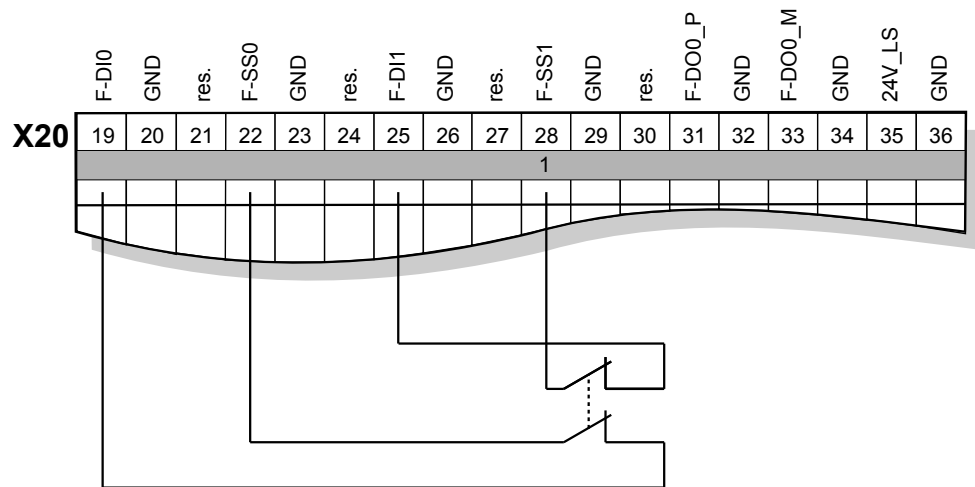 F-DI0 GND res. F-SS0 GND res. F-DI1 GND res. F-SS1 GND res. F-DO0_P GND F-DO0_M GND 24V_LS GND
X20 19 20 21 22 23 24 25 26 27 28 29 30 31 32 33 34 35 36
1